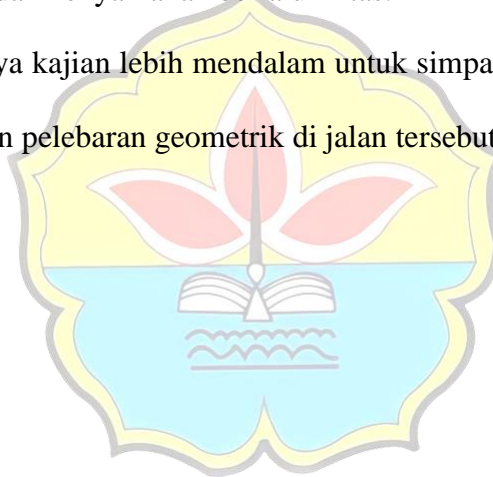 ya kajian lebih mendalam untuk simpa
n pelebaran geometrik di jalan tersebut